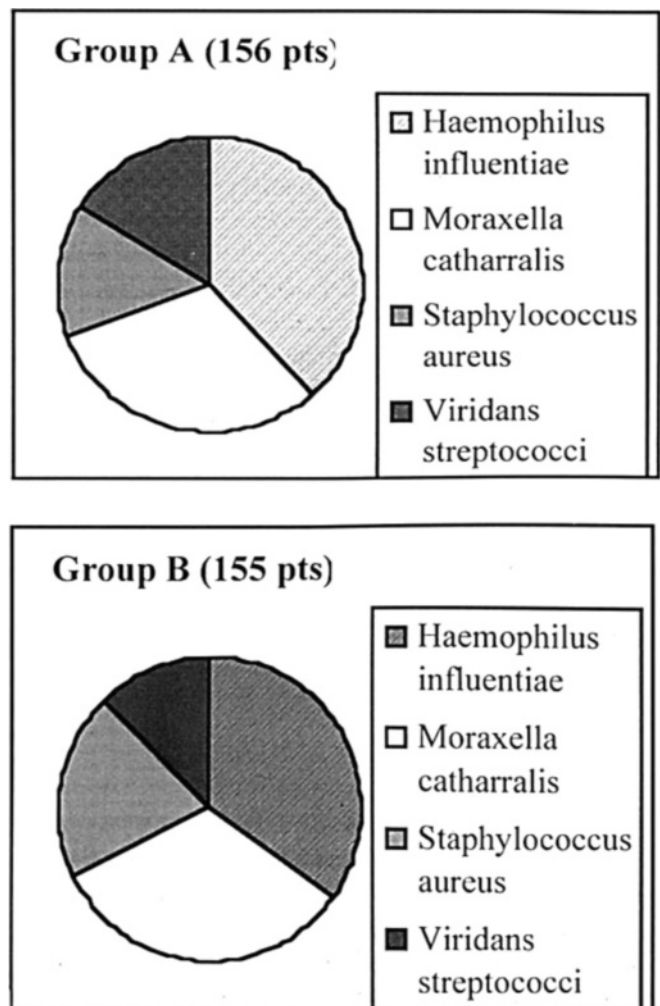 Group A (156 pts)
Haemophilus
influentiae
Moraxella
catharralis
Staphylococcus
aureus
Viridans
streptococci
Group B (155 pts)
Haemophilus
influentiae
Moraxella
catharralis
Staphylococcus
aureus
Viridans
streptococci